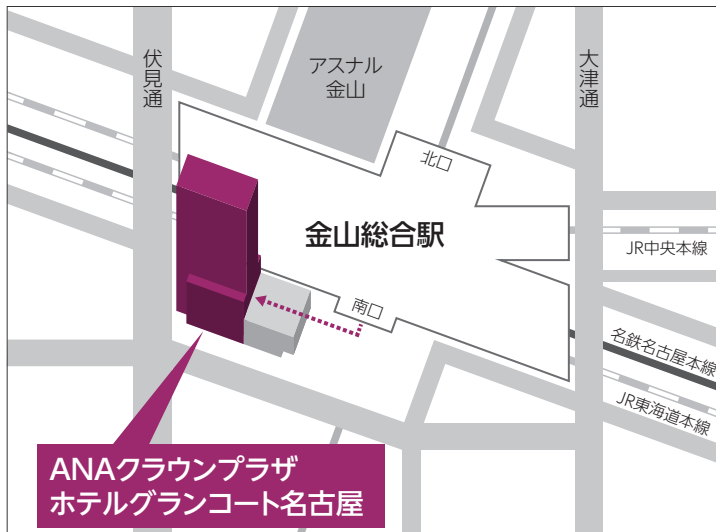 伏見通
アスナル
金山
大津通
北口
金山総合駅
JR中央本線
南口
名鉄名古屋本線
JR東海道本線
ANAクラウンプラザ
ホテルグランコート名古屋